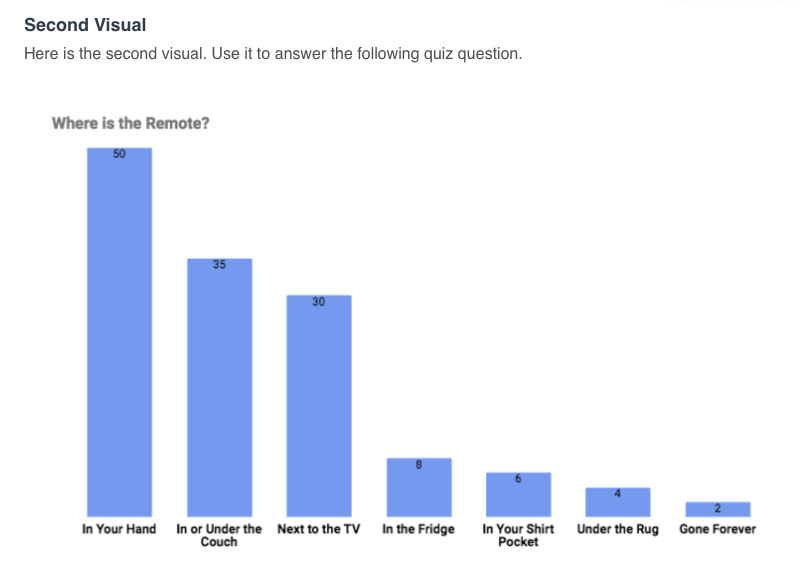 Second Visual
Here is the second visual. Use it to answer the following quiz question.
Where is the Remote?
50
35
30
8
6
4
2
In Your Hand
In or Under the
Couch
Next to the TV
In the Fridge
In Your Shirt
Pocket
Under the Rug
Gone Forever